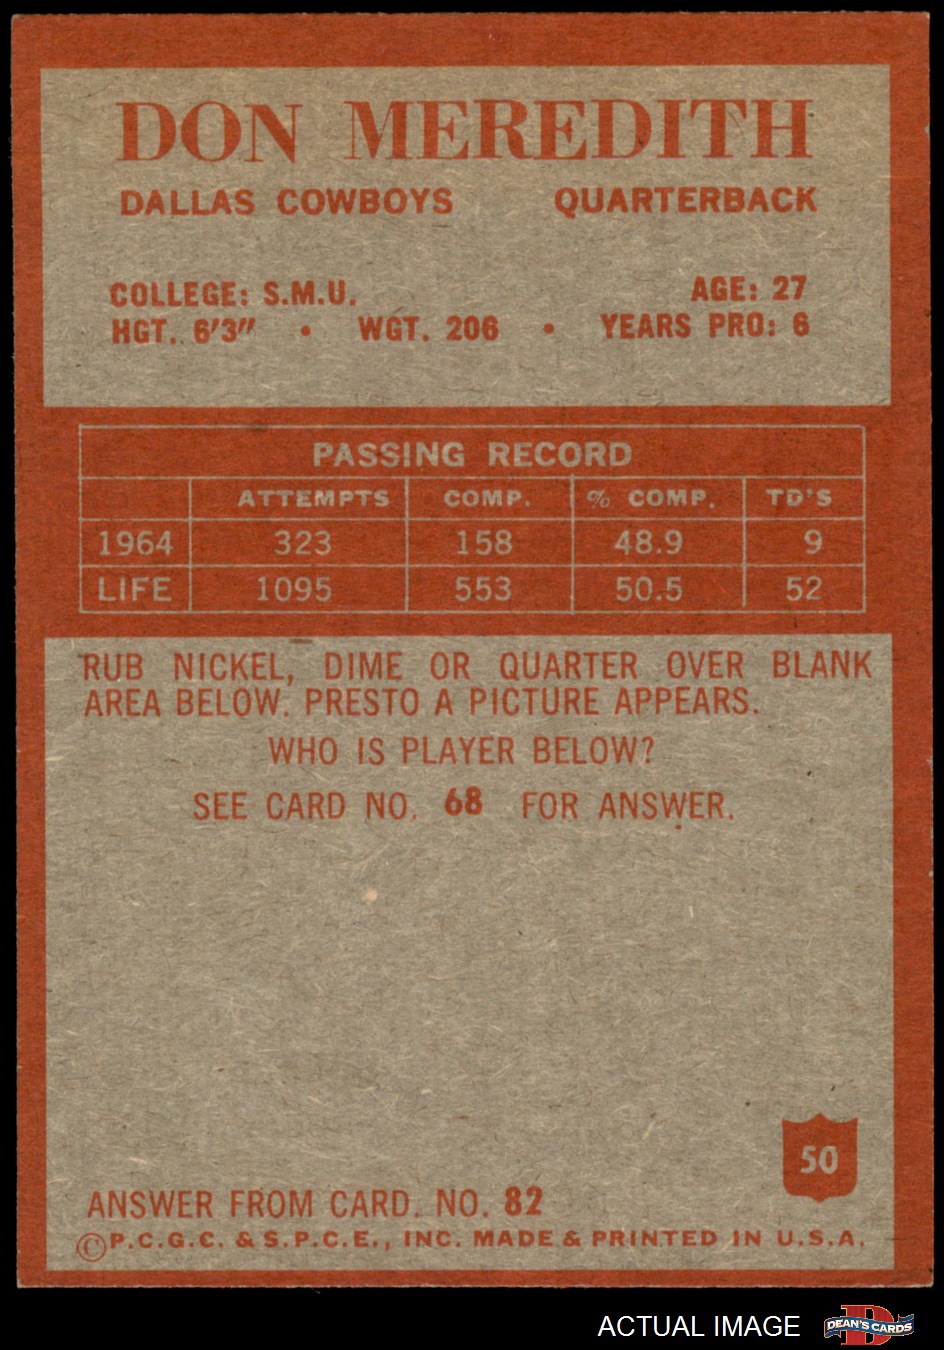 DON MEREDITH
DALLAS COWBOYS QUARTERBACK
COLLEGE: S.M.U. AGE: 27
HGT. 6'3" • WGT. 206 • YEARS PRO: 6
PASSING RECORD
ATTEMPTS COMP. % COMP. TD'S
1964 323 158 48.9 9
LIFE 1095 553 50.5 52
RUB NICKEL, DIME OR QUARTER OVER BLANK
AREA BELOW. PRESTO A PICTURE APPEARS.
WHO IS PLAYER BELOW?
SEE CARD NO. 68 FOR ANSWER.
50
ANSWER FROM CARD. NO. 82
©P.C.G.C. & S.P.C.E., INC. MADE & PRINTED IN U.S.A.
ACTUAL IMAGE D DEAN'S CARDS